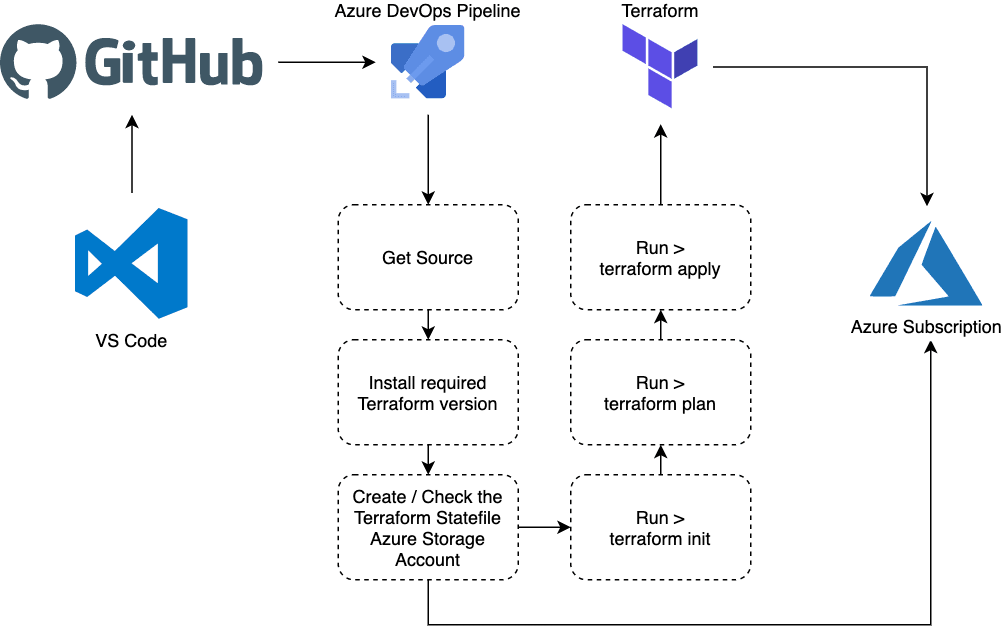 Azure DevOps Pipeline
Terraform
GitHub
Get Source
Run >
terraform apply
VS Code
Azure Subscription
Install required
Terraform version
Run >
terraform plan
Create / Check the
Terraform Statefile
Azure Storage
Account
Run >
terraform init